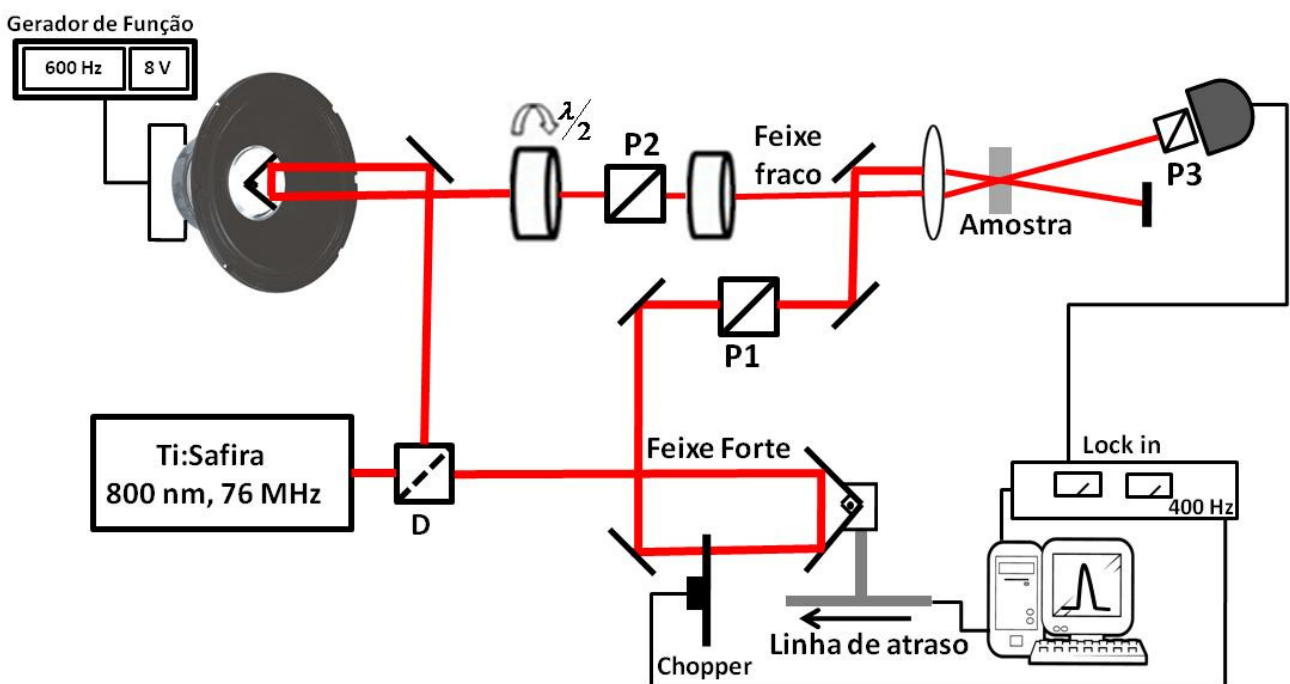 Gerador de Função
600 Hz
8 V
λ/2
P2
Feixe
fraco
P3
Amostra
P1
Ti:Safira
800 nm, 76 MHz
D
Feixe Forte
Lock in
400 Hz
Linha de atraso
Chopper